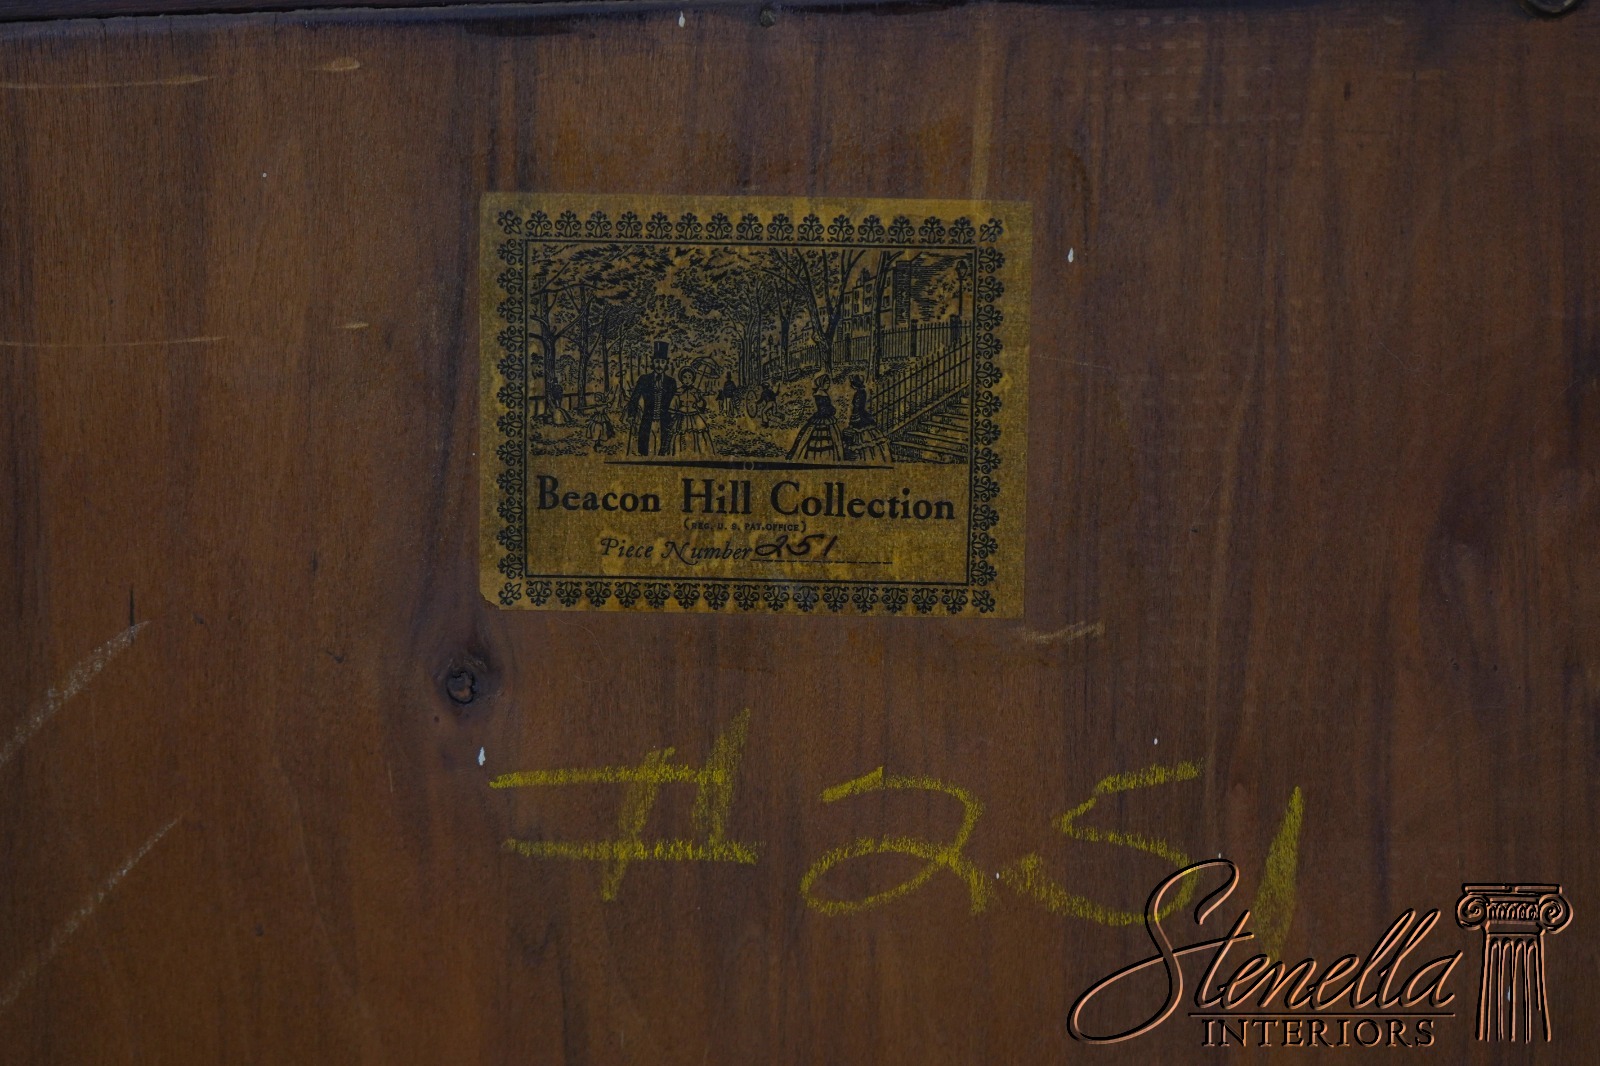 Beacon Hill Collection
(REG. U. S. PAT. OFFICE)
Piece Number 251
#251
Stenella
INTERIORS